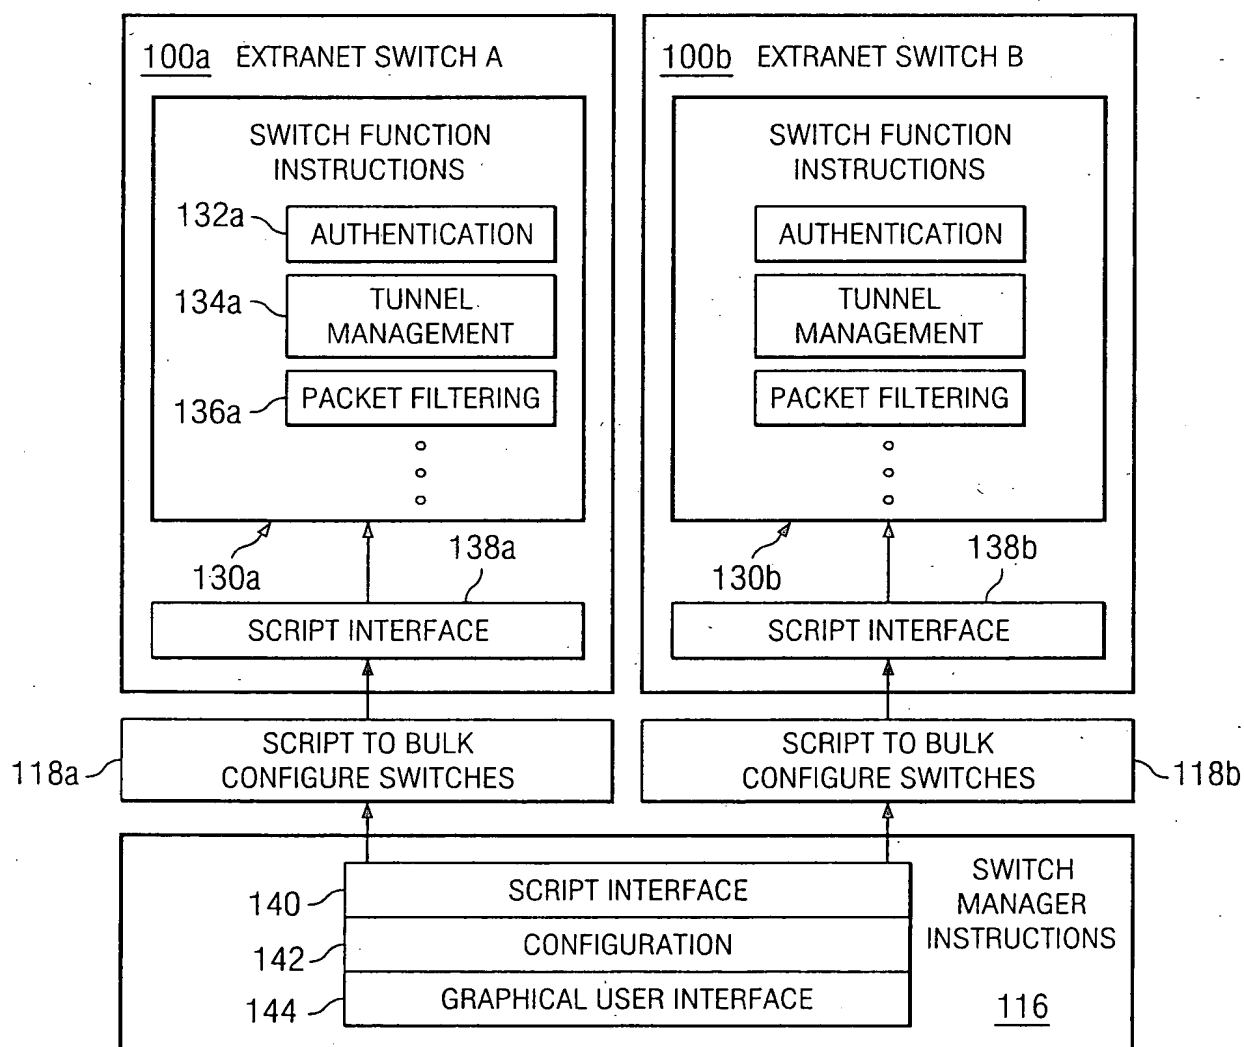 100a EXTRANET SWITCH A
SWITCH FUNCTION
INSTRUCTIONS
132a
AUTHENTICATION
134a
TUNNEL
MANAGEMENT
136a
PACKET FILTERING
130a
138a
SCRIPT INTERFACE
100b EXTRANET SWITCH B
SWITCH FUNCTION
INSTRUCTIONS
AUTHENTICATION
TUNNEL
MANAGEMENT
PACKET FILTERING
130b
138b
SCRIPT INTERFACE
118a
SCRIPT TO BULK
CONFIGURE SWITCHES
SCRIPT TO BULK
CONFIGURE SWITCHES
118b
140
SCRIPT INTERFACE
142
CONFIGURATION
144
GRAPHICAL USER INTERFACE
SWITCH
MANAGER
INSTRUCTIONS
116